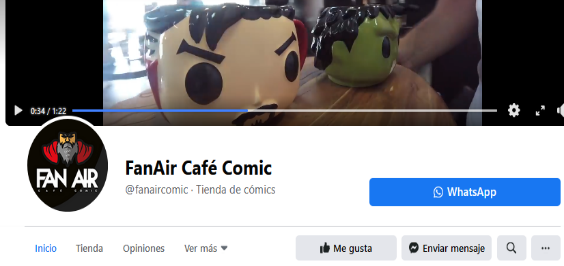 0:34 / 1:22
FAN AIR
CAFÉ COMIC
FanAir Café Comic
@fanaircomic · Tienda de cómics
WhatsApp
Inicio Tienda Opiniones Ver más Me gusta Enviar mensaje